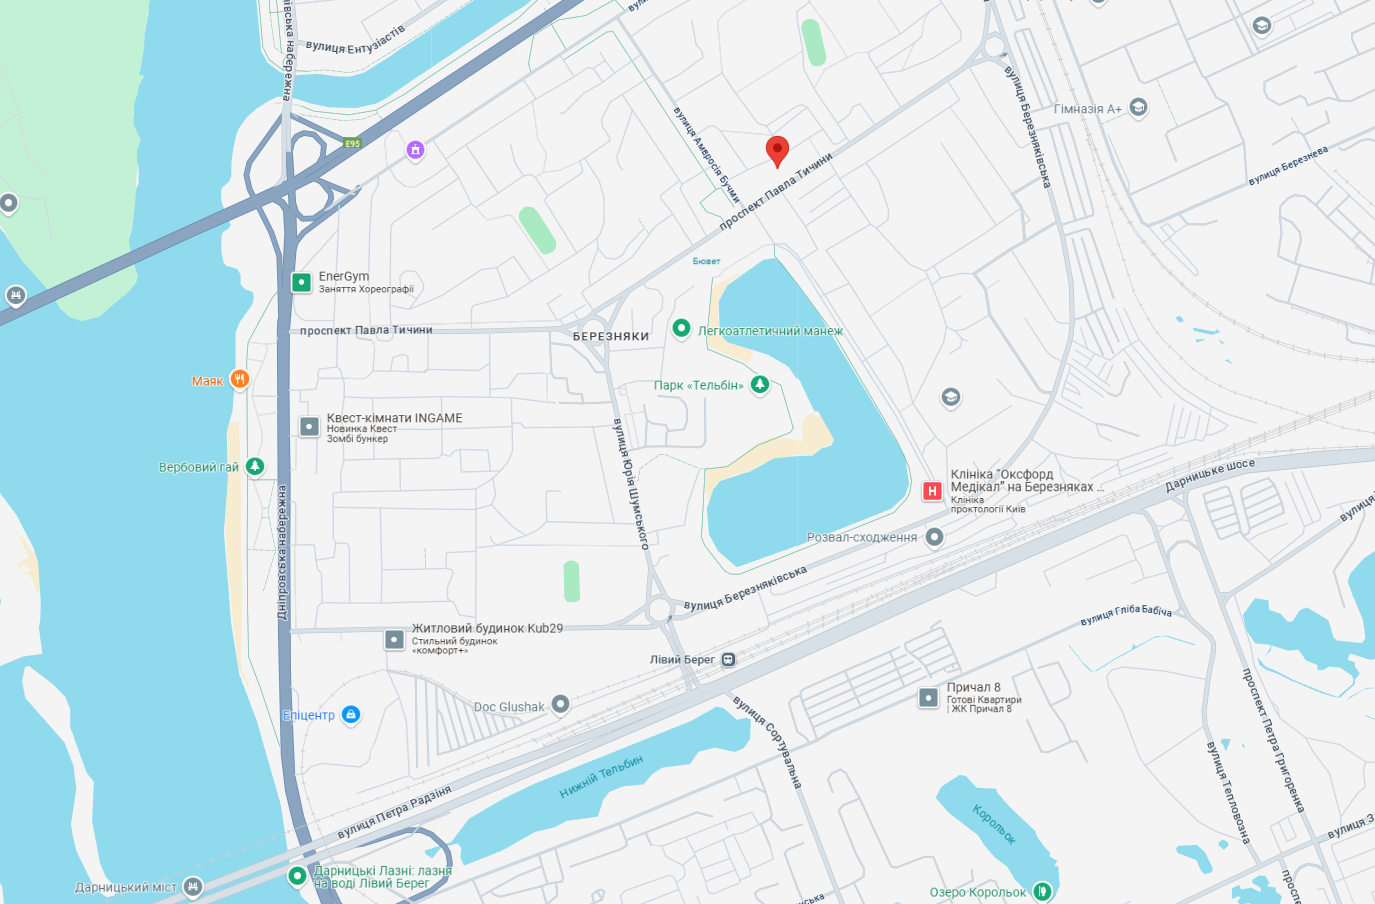 вулиця Ентузіастів
E95
вулиця Амвросія Бучми
вулиця Березняківська
Гімназія А+
вулиця Березнева
проспект Павла Тичини
Бювет
EnerGym
Заняття Хореографії
проспект Павла Тичини
БЕРЕЗНЯКИ
Легкоатлетичний манеж
Маяк
Парк «Тельбін»
Квест-кімнати INGAME
Новинка Квест
Зомбі бункер
вулиця Юрія Шумського
Вербовий гай
Дніпровська набережна
Клініка "Оксфорд
Медікал" на Березняках ...
Клініка
проктології Київ
Дарницьке шосе
Розвал-сходження
вулиця Березняківська
вулиця Гліба Бабіча
Житловий будинок Kub29
Стильний будинок
«комфорт+»
Лівий Берег
Причал 8
Готові Квартири
| ЖК Причал 8
Doc Glushak
Епіцентр
вулиця Сортувальна
проспект Петра Григоренка
вулиця Тепловозна
Нижній Тельбин
вулиця Петра Радзіня
Корольок
вулиця З
Дарницькі Лазні: лазня
на воді Лівий Берег
Дарницький міст
Озеро Корольок
просп